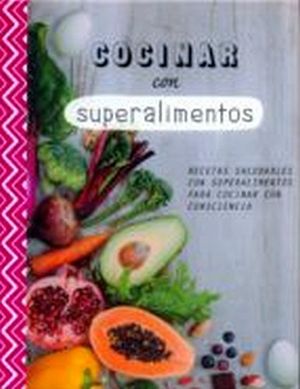 COCINAR
con
superalimentos
RECETAS SALUDABLES
CON SUPERALIMENTOS
PARA COCINAR CON
CONSCIENCIA